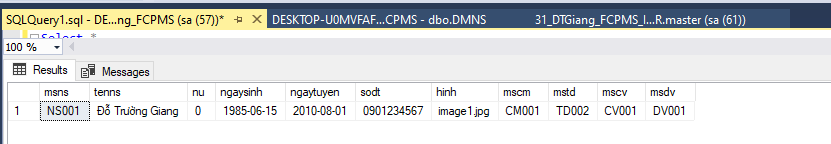 SQLQuery1.sql - DE...ng_FCPMS (sa (57))* DESKTOP-U0MVFAF...CPMS - dbo.DMNS 31_DTGiang_FCPMS_I...R.master (sa (61))
Select *
100 %
Results Messages
msns tenns nu ngaysinh ngaytuyen sodt hinh mscm mstd mscv msdv
1 NS001 Đỗ Trường Giang 0 1985-06-15 2010-08-01 0901234567 image1.jpg CM001 TD002 CV001 DV001